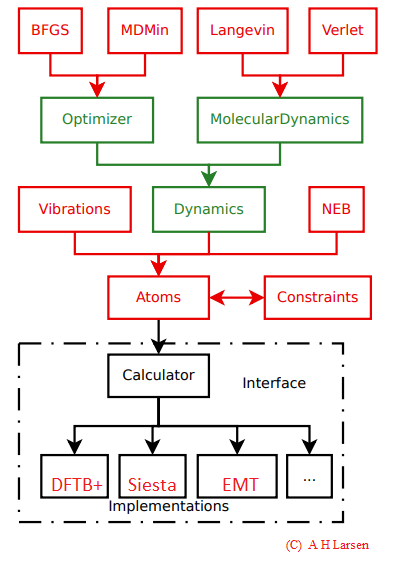 BFGS MDMin Langevin Verlet
Optimizer MolecularDynamics
Vibrations Dynamics NEB
Atoms Constraints
Calculator
Interface
DFTB+ Siesta EMT ...
Implementations
(C) A H Larsen